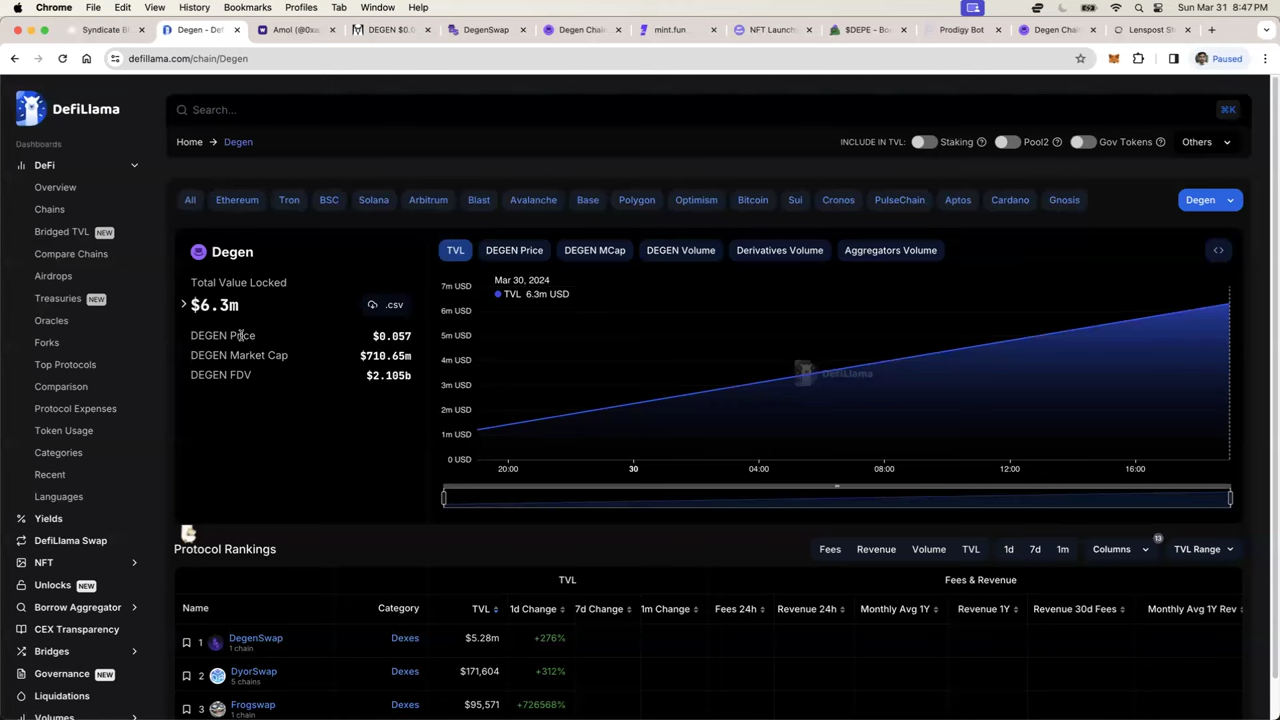 Chrome File Edit View History Bookmarks Profiles Tab Window Help Sun Mar 31 8:47 PM
Syndicate Bl Degen - Def Amol (@0xa DEGEN $0.0 DegenSwap Degen Chai mint.fun NFT Launch $DEPE - Bo Prodigy Bot Degen Chai Lenspost St
defillama.com/chain/Degen Paused
DefiLlama
Search... ⌘K
Dashboards
Home → Degen INCLUDE IN TVL: Staking Pool2 Gov Tokens Others
DeFi
Overview
Chains
Bridged TVL NEW
Compare Chains
Airdrops
Treasuries NEW
Oracles
Forks
Top Protocols
Comparison
Protocol Expenses
Token Usage
Categories
Recent
Languages
Yields
DefiLlama Swap
NFT
Unlocks NEW
Borrow Aggregator
CEX Transparency
Bridges
Governance NEW
Liquidations
Volumes
All Ethereum Tron BSC Solana Arbitrum Blast Avalanche Base Polygon Optimism Bitcoin Sui Cronos PulseChain Aptos Cardano Gnosis Degen
Degen
Total Value Locked
$6.3m .csv
DEGEN Price $0.057
DEGEN Market Cap $710.65m
DEGEN FDV $2.105b
TVL DEGEN Price DEGEN MCap DEGEN Volume Derivatives Volume Aggregators Volume
Mar 30, 2024
TVL 6.3m USD
7m USD
6m USD
5m USD
4m USD
3m USD
2m USD
1m USD
0 USD
DefiLlama
20:00 30 04:00 08:00 12:00 16:00
Protocol Rankings Fees Revenue Volume TVL 1d 7d 1m Columns 13 TVL Range
TVL Fees & Revenue
Name Category TVL 1d Change 7d Change 1m Change Fees 24h Revenue 24h Monthly Avg 1Y Revenue 1Y Revenue 30d Fees Monthly Avg 1Y Rev
1 DegenSwap Dexes $5.28m +276%
1 chain
2 DyorSwap Dexes $171,604 +312%
5 chains
3 Frogswap Dexes $95,571 +726568%
1 chain